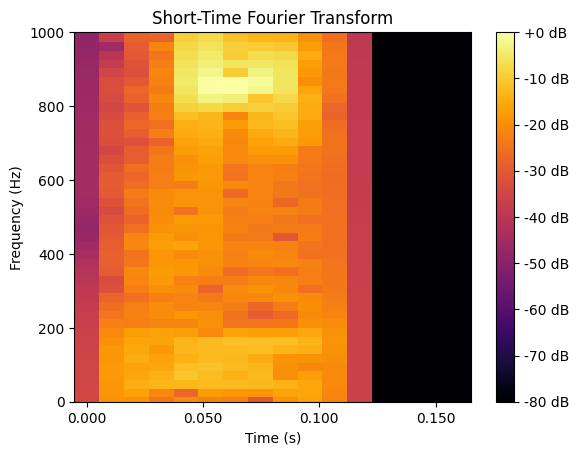 Short-Time Fourier Transform
Frequency (Hz)
1000
800
600
400
200
0
0.000
0.050
0.100
0.150
Time (s)
+0 dB
-10 dB
-20 dB
-30 dB
-40 dB
-50 dB
-60 dB
-70 dB
-80 dB